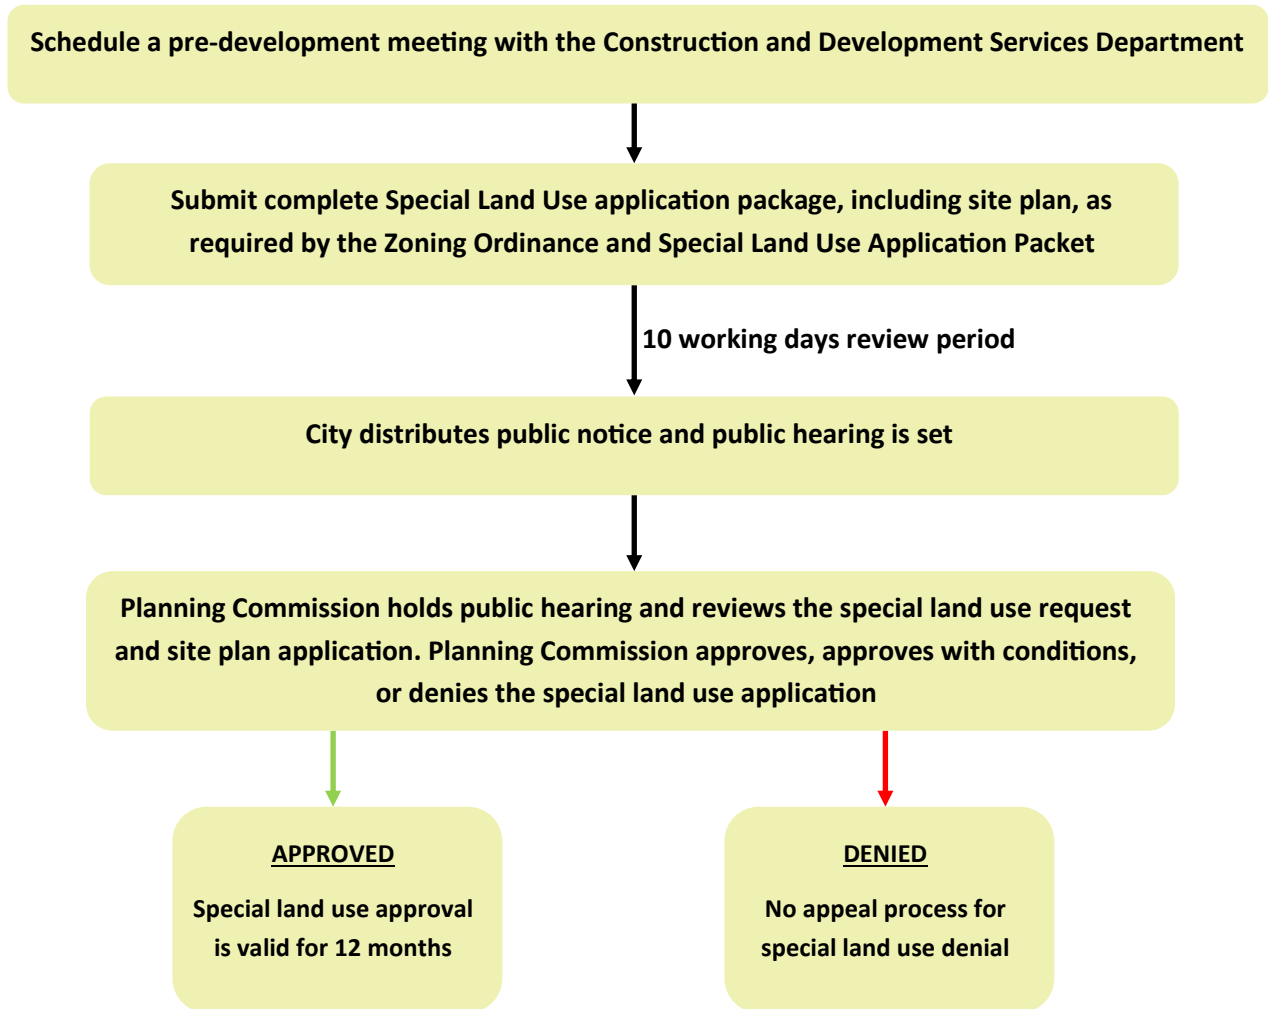 Schedule a pre-development meeting with the Construction and Development Services Department
Submit complete Special Land Use application package, including site plan, as
required by the Zoning Ordinance and Special Land Use Application Packet
10 working days review period
City distributes public notice and public hearing is set
Planning Commission holds public hearing and reviews the special land use request
and site plan application. Planning Commission approves, approves with conditions,
or denies the special land use application
APPROVED
Special land use approval
is valid for 12 months
DENIED
No appeal process for
special land use denial